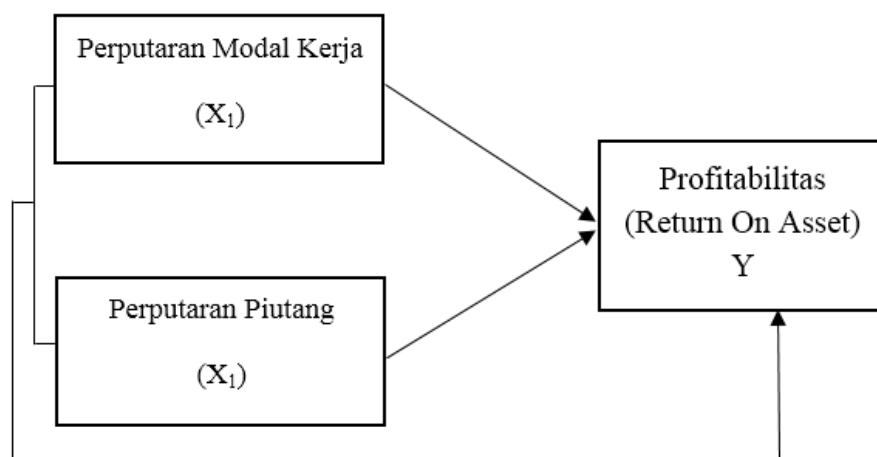 Perputaran Modal Kerja
(X₁)
Profitabilitas
(Return On Asset)
Y
Perputaran Piutang
(X₁)